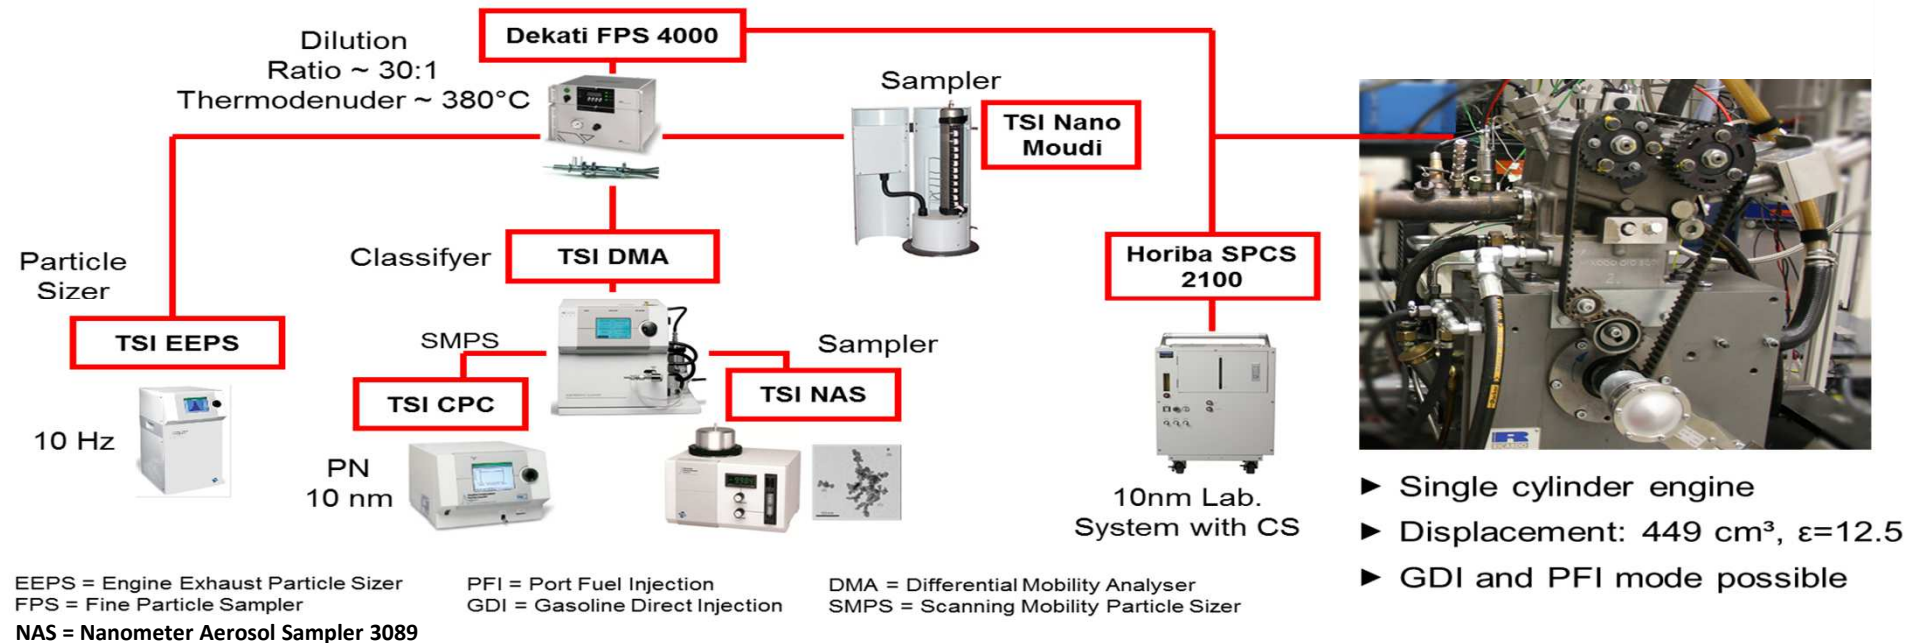 Dekati FPS 4000
Dilution
Ratio ~ 30:1
Thermodenuder ~ 380°C
Sampler
TSI Nano
Moudi
Particle
Sizer
Classifyer
TSI DMA
Horiba SPCS
2100
TSI EEPS
SMPS
Sampler
TSI CPC
TSI NAS
10 Hz
PN
10 nm
10nm Lab.
System with CS
RICARDO
► Single cylinder engine
► Displacement: 449 cm³, ε=12.5
► GDI and PFI mode possible
EEPS = Engine Exhaust Particle Sizer
FPS = Fine Particle Sampler
NAS = Nanometer Aerosol Sampler 3089
PFI = Port Fuel Injection
GDI = Gasoline Direct Injection
DMA = Differential Mobility Analyser
SMPS = Scanning Mobility Particle Sizer